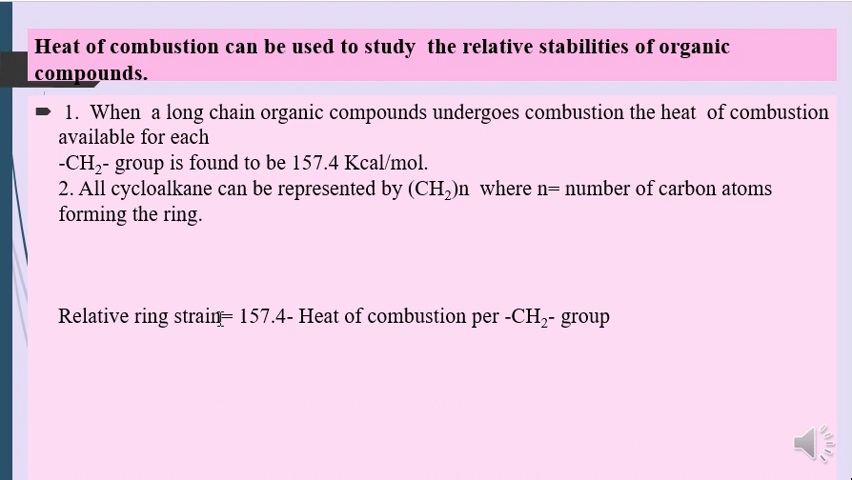 Heat of combustion can be used to study the relative stabilities of organic
compounds.
1. When a long chain organic compounds undergoes combustion the heat of combustion
available for each
-CH₂- group is found to be 157.4 Kcal/mol.
2. All cycloalkane can be represented by (CH₂)n where n= number of carbon atoms
forming the ring.
Relative ring strain= 157.4- Heat of combustion per -CH₂- group